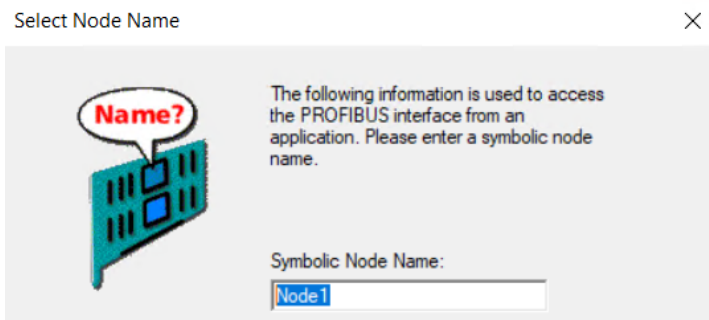 Select Node Name
Name?
The following information is used to access
the PROFIBUS interface from an
application. Please enter a symbolic node
name.
Symbolic Node Name:
Node1